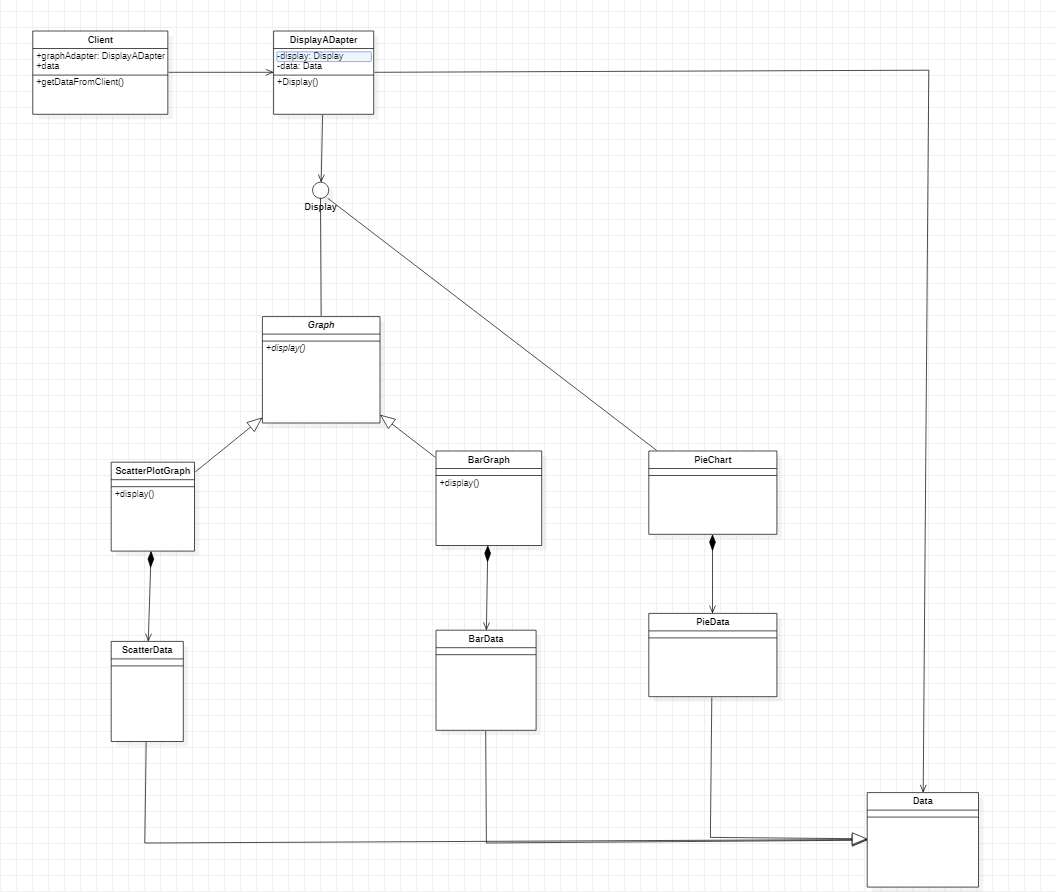 Client
+graphAdapter: DisplayADapter
+data
+getDataFromClient()
DisplayADapter
-display: Display
-data: Data
+Display()
Display
Graph
+display()
ScatterPlotGraph
+display()
BarGraph
+display()
PieChart
ScatterData
BarData
PieData
Data